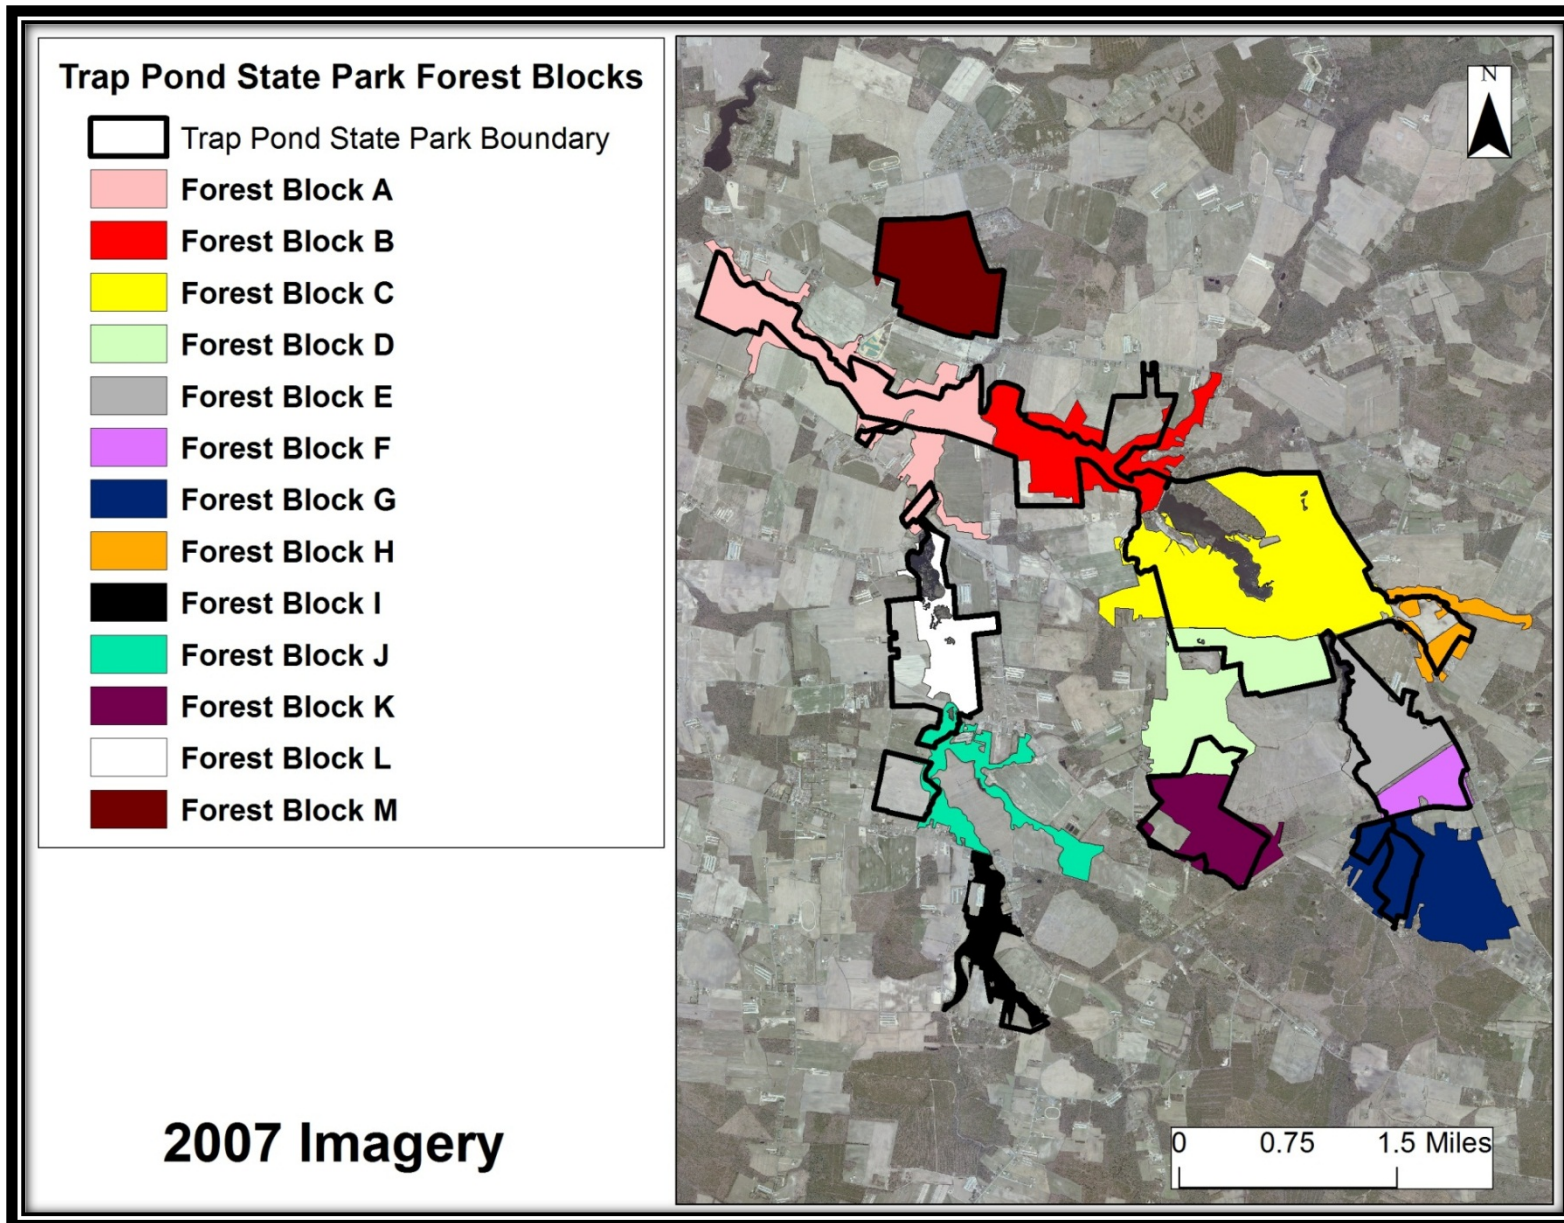 Trap Pond State Park Forest Blocks
Trap Pond State Park Boundary
Forest Block A
Forest Block B
Forest Block C
Forest Block D
Forest Block E
Forest Block F
Forest Block G
Forest Block H
Forest Block I
Forest Block J
Forest Block K
Forest Block L
Forest Block M
2007 Imagery
N
0 0.75 1.5 Miles